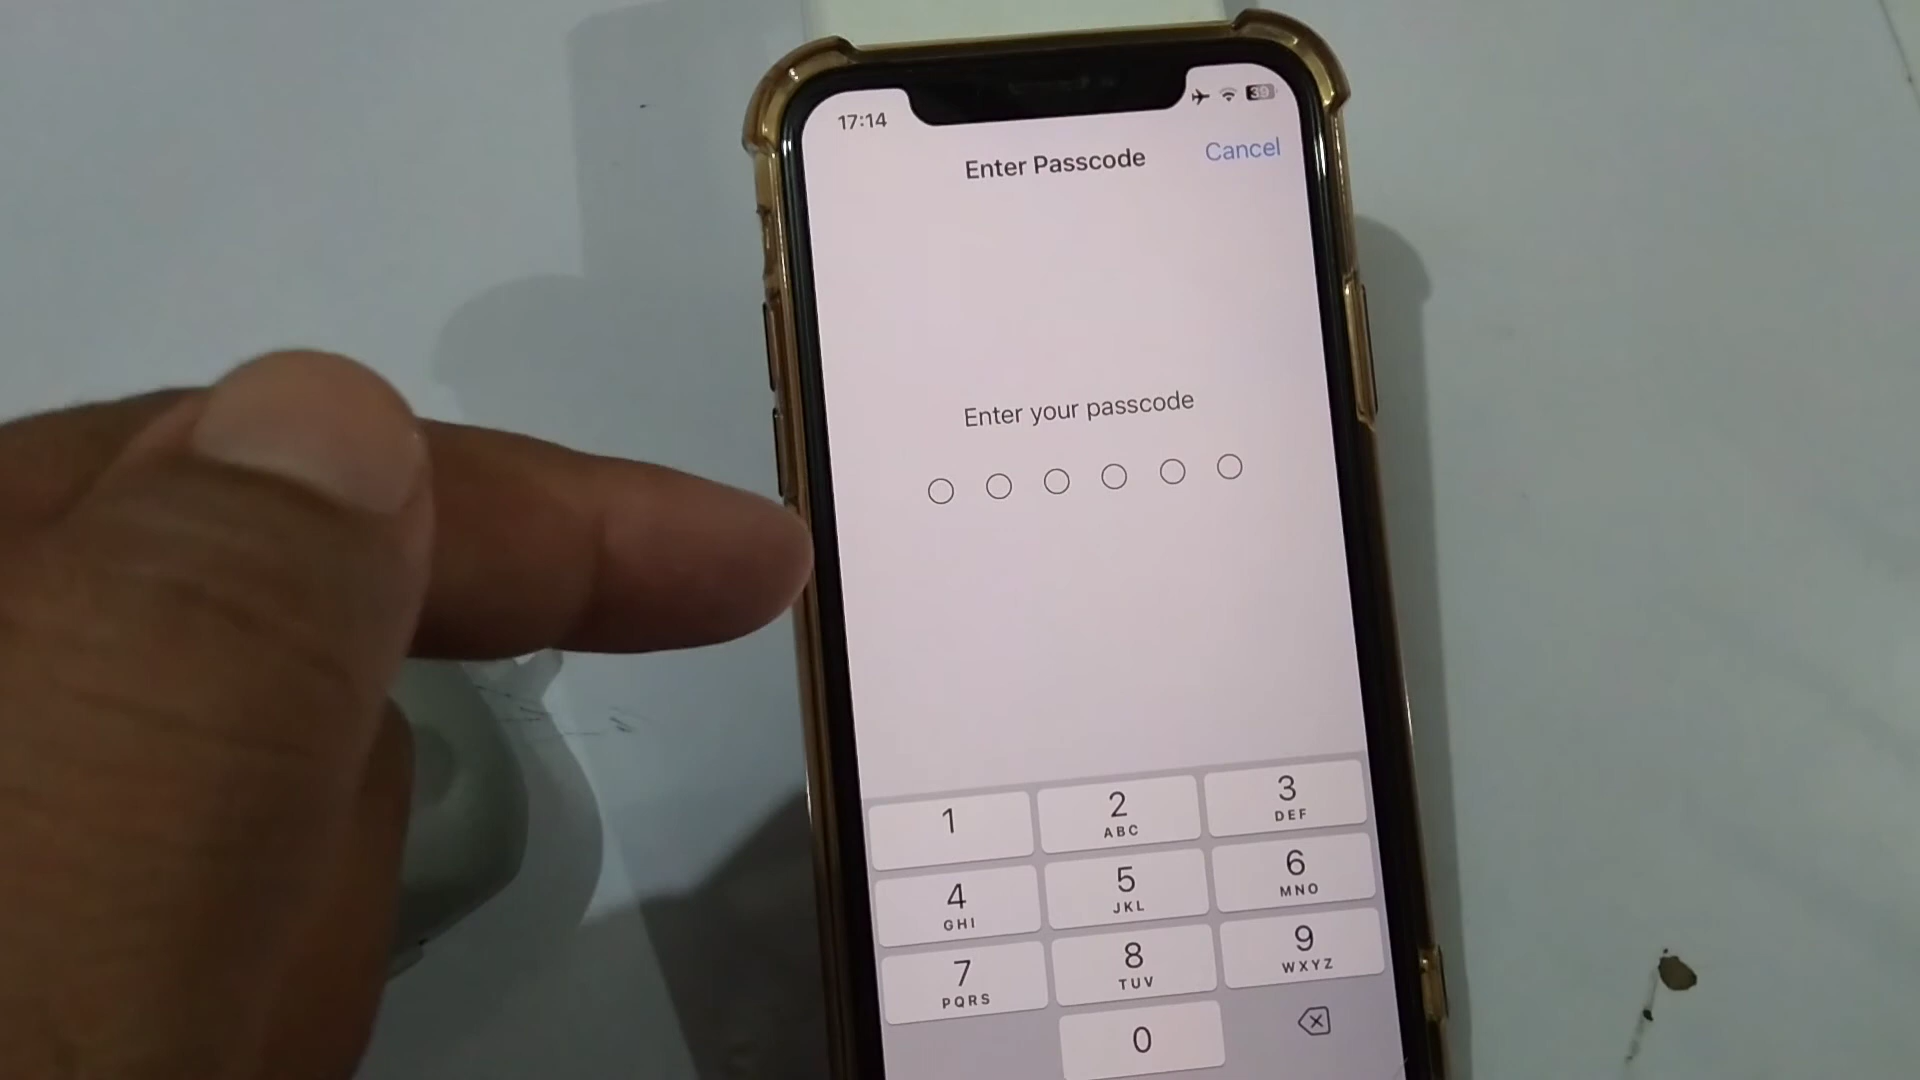 17:14
39
Enter Passcode
Cancel
Enter your passcode
1
2
ABC
3
DEF
4
GHI
5
JKL
6
MNO
7
PQRS
8
TUV
9
WXYZ
0